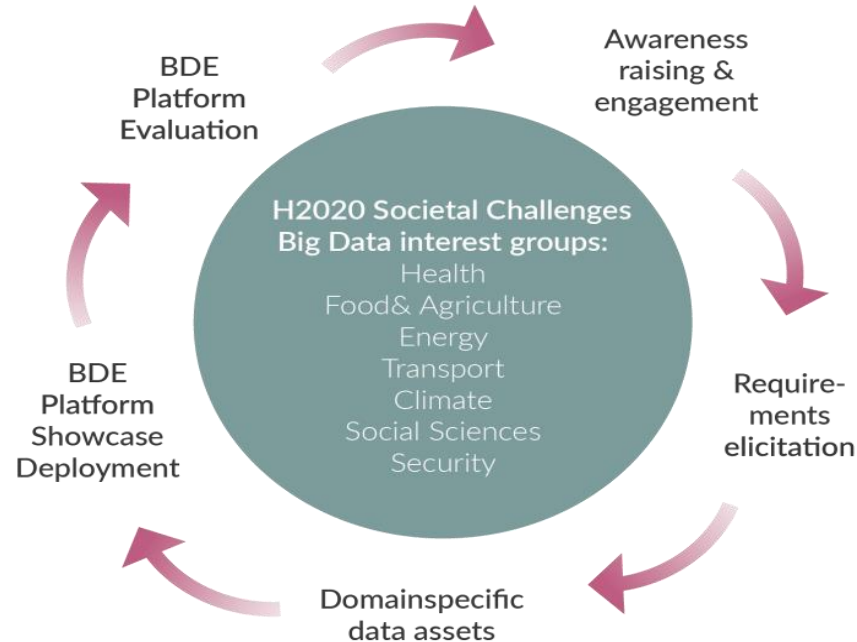 BDE
Platform
Evaluation
Awareness
raising &
engagement
H2020 Societal Challenges
Big Data interest groups:
Health
Food& Agriculture
Energy
Transport
Climate
Social Sciences
Security
Require-
ments
elicitation
Domainspecific
data assets
BDE
Platform
Showcase
Deployment